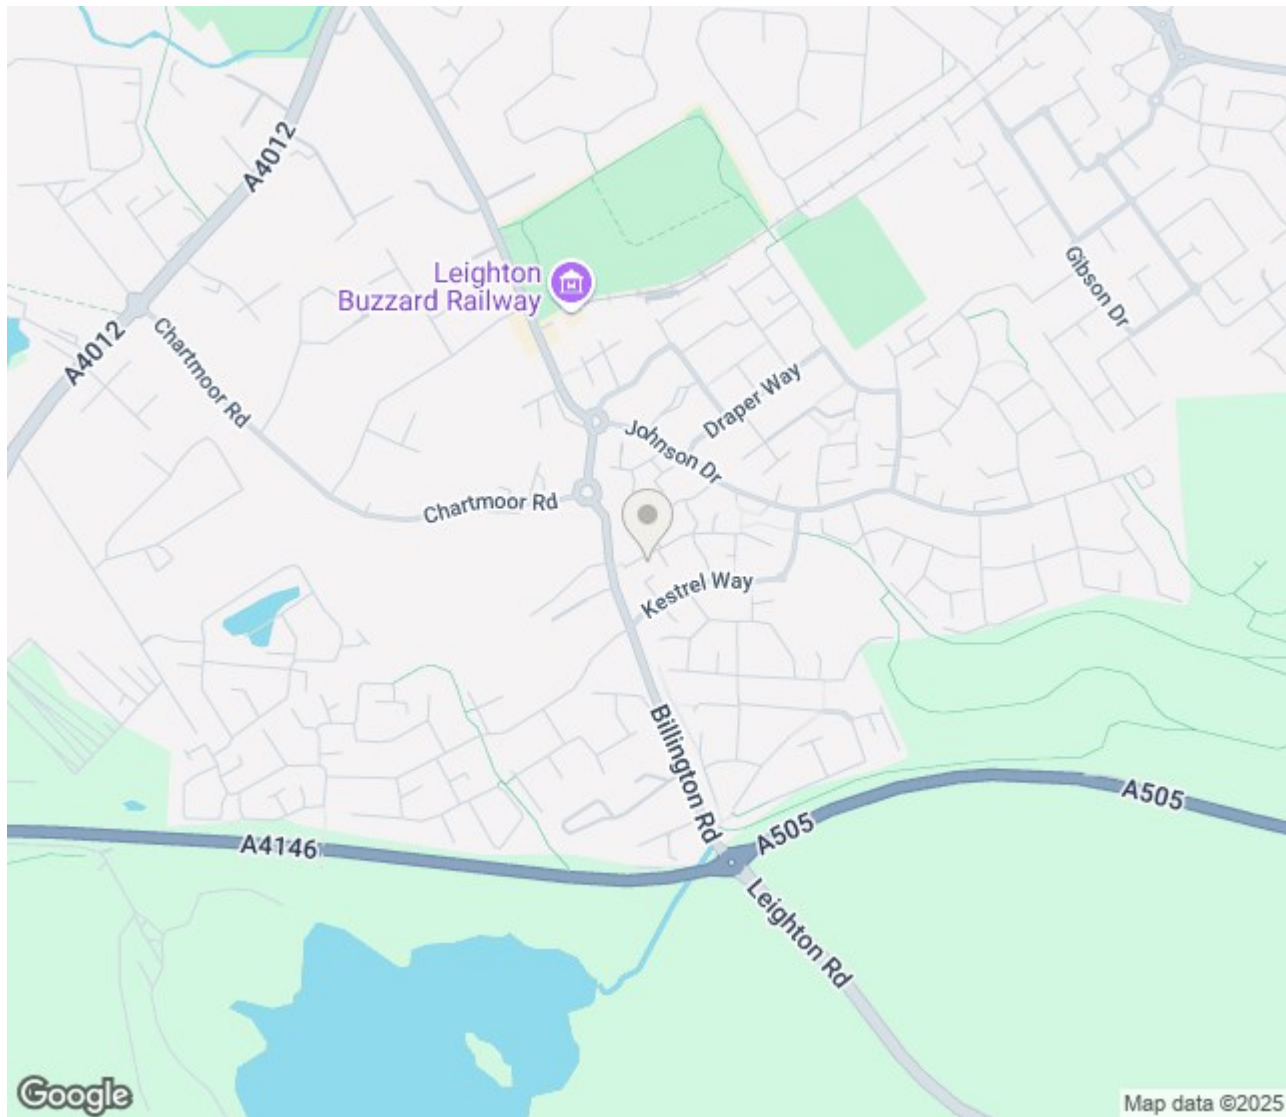 A4012
Leighton
Buzzard Railway
Gibson Dr
A4012
Chartmoor Rd
Draper Way
Johnson Dr
Chartmoor Rd
Kestrel Way
Billington Rd
A505
A505
A4146
Leighton Rd
Google
Map data ©2025